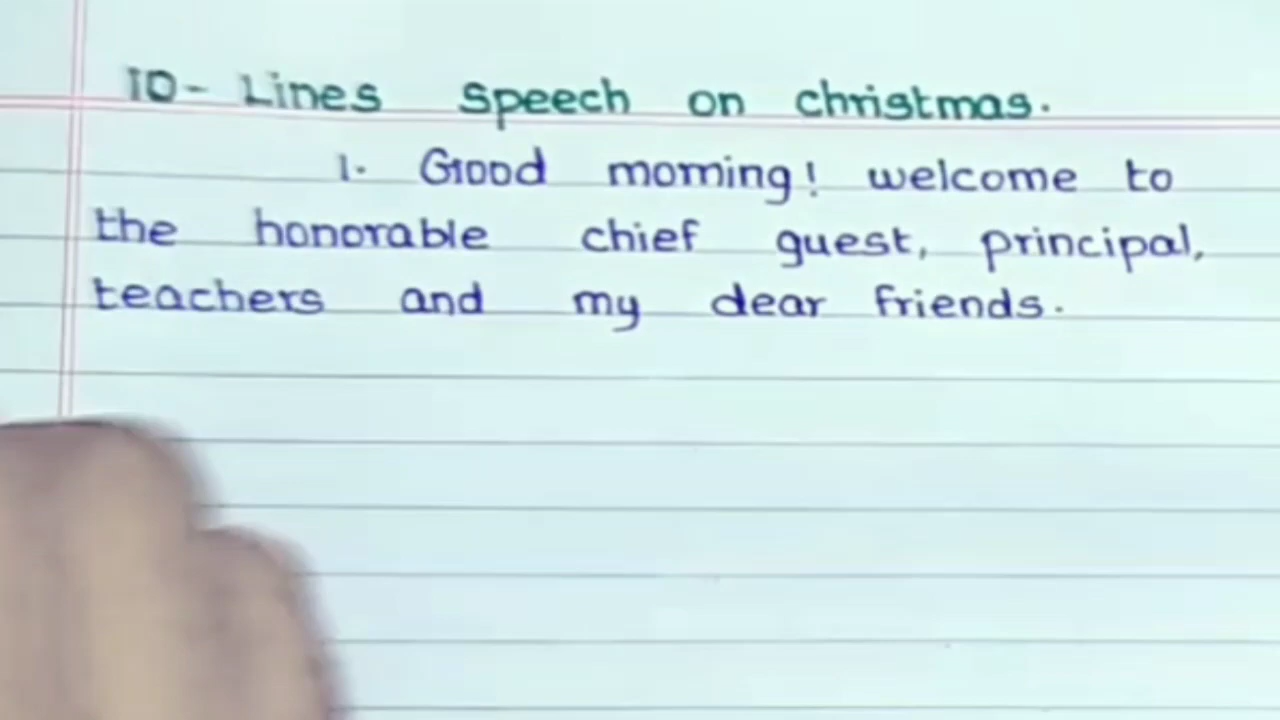 10- Lines speech on christmas.
1. Good morning! welcome to
the honorable chief guest, principal,
teachers and my dear friends.